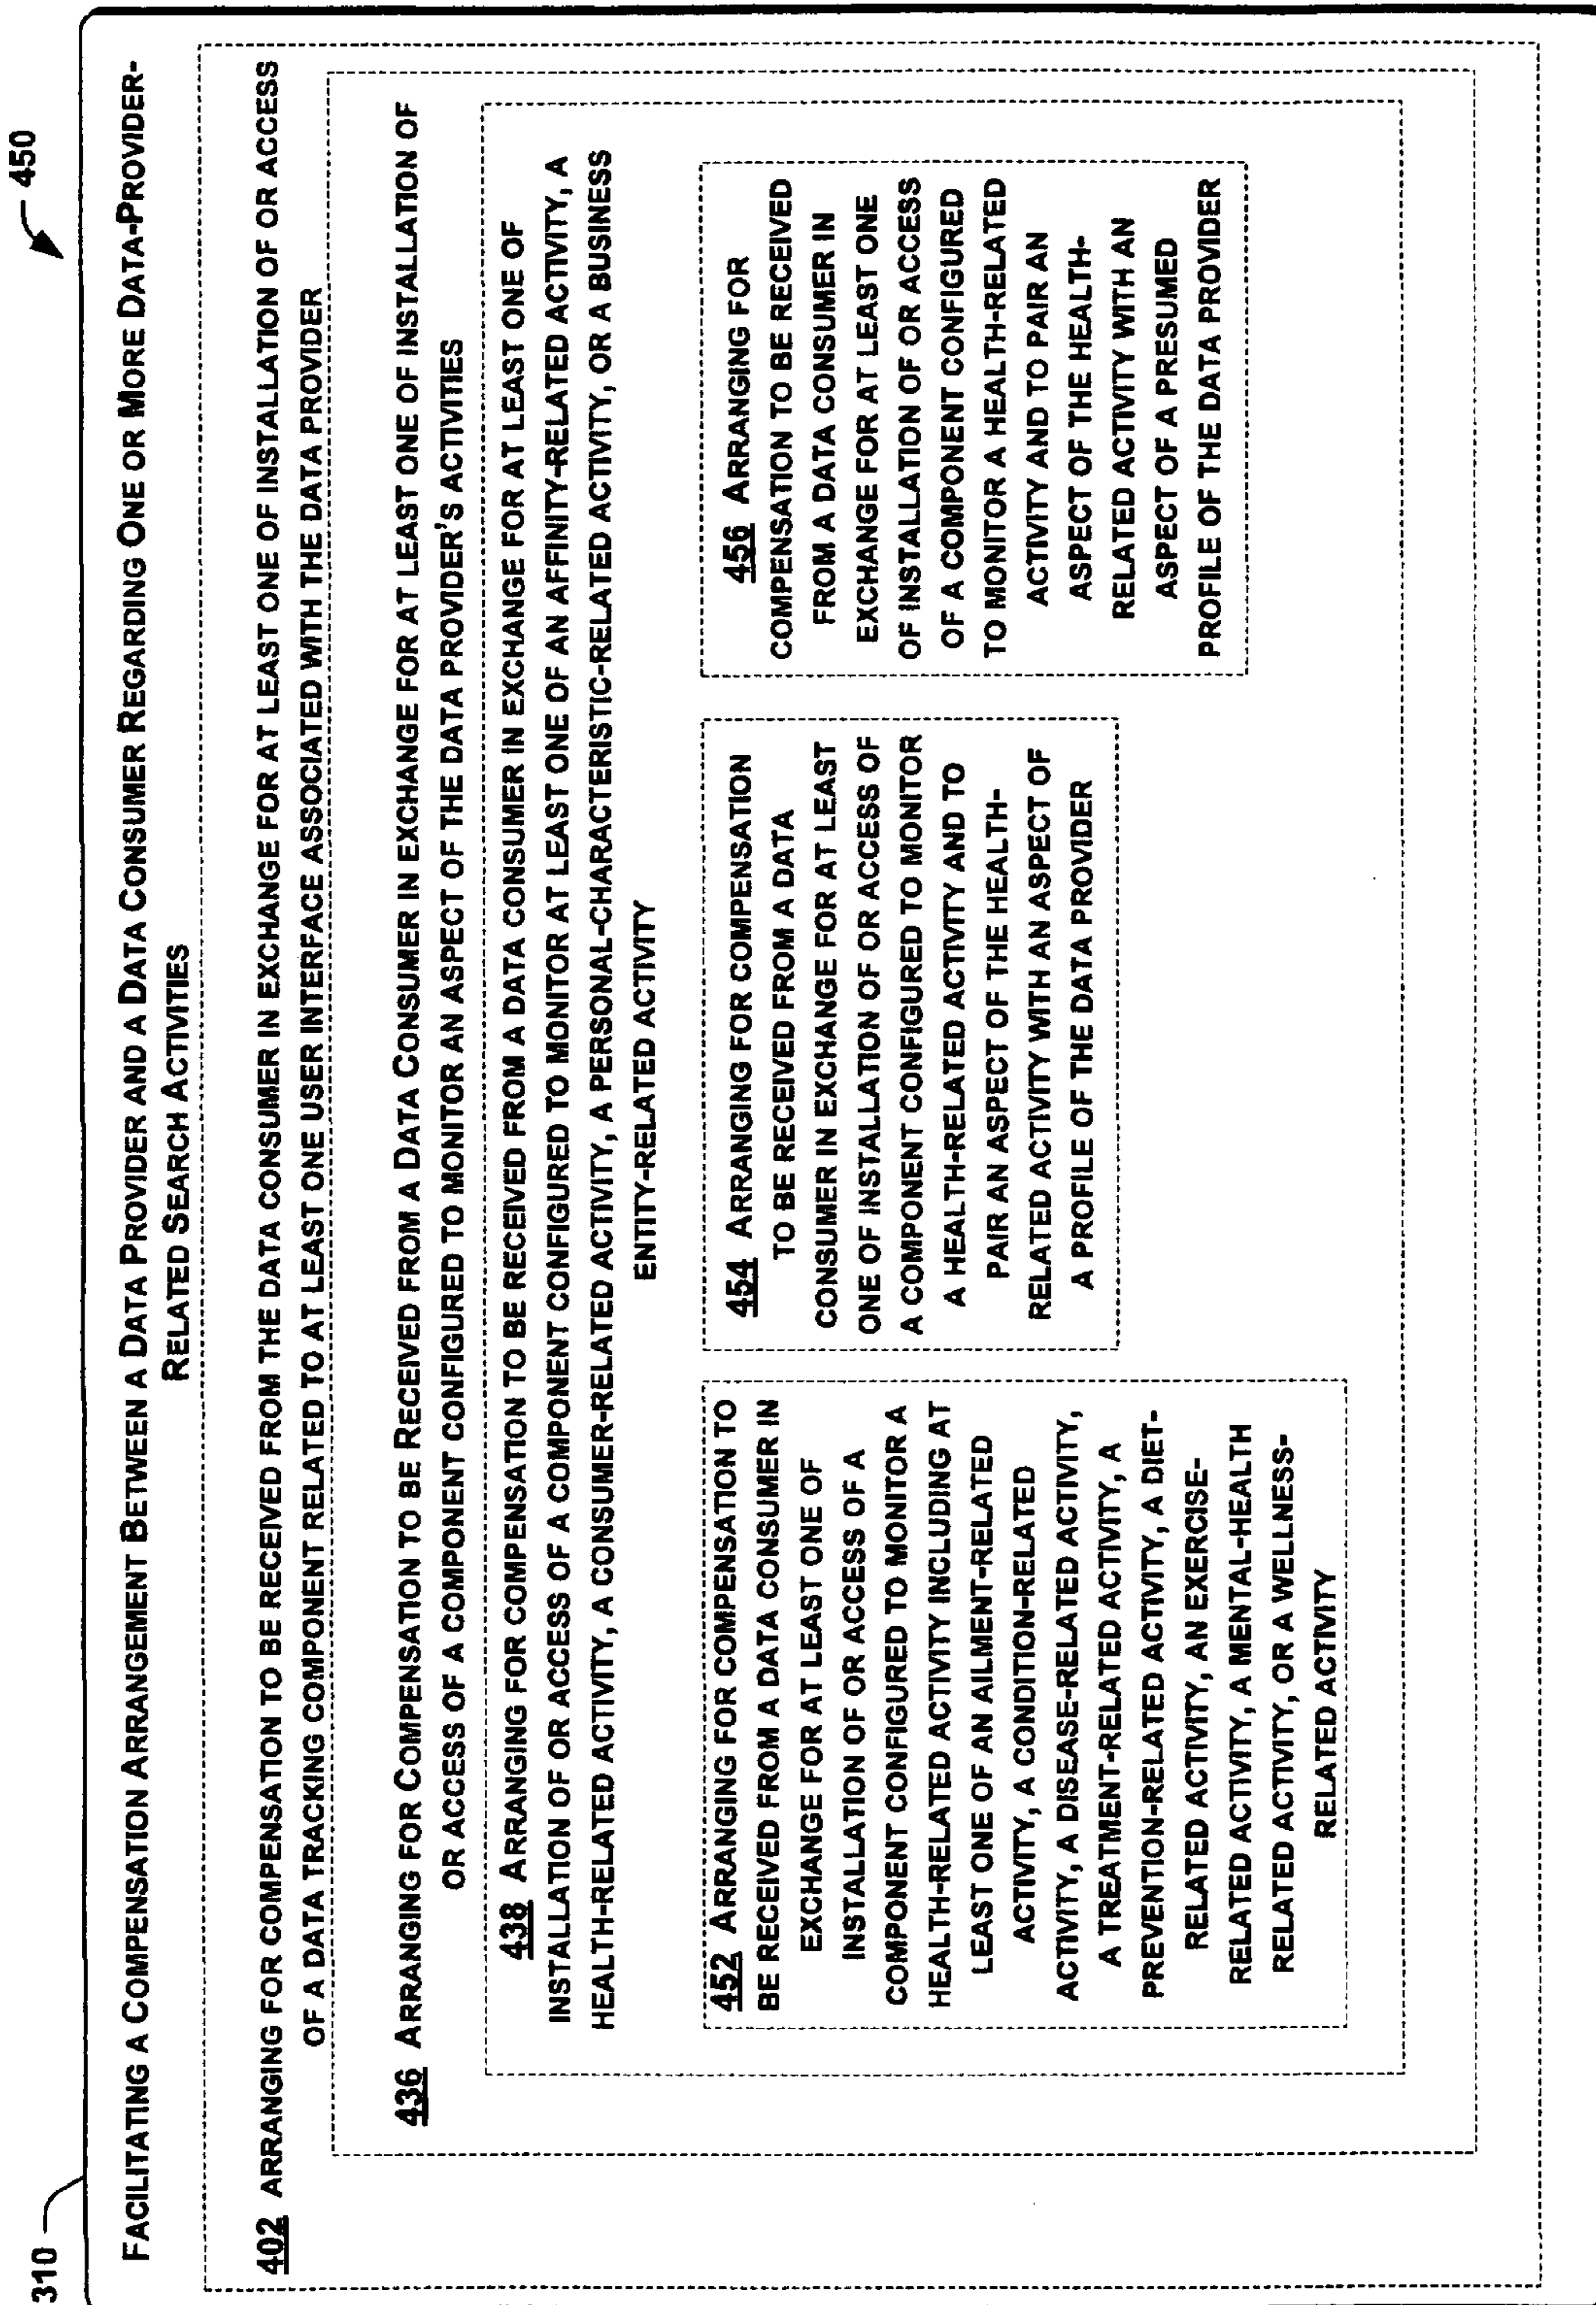 310
450
FACILITATING A COMPENSATION ARRANGEMENT BETWEEN A DATA PROVIDER AND A DATA CONSUMER REGARDING ONE OR MORE DATA-PROVIDER-
RELATED SEARCH ACTIVITIES
402 ARRANGING FOR COMPENSATION TO BE RECEIVED FROM THE DATA CONSUMER IN EXCHANGE FOR AT LEAST ONE OF INSTALLATION OF OR ACCESS
OF A DATA TRACKING COMPONENT RELATED TO AT LEAST ONE USER INTERFACE ASSOCIATED WITH THE DATA PROVIDER
436 ARRANGING FOR COMPENSATION TO BE RECEIVED FROM A DATA CONSUMER IN EXCHANGE FOR AT LEAST ONE OF INSTALLATION OF
OR ACCESS OF A COMPONENT CONFIGURED TO MONITOR AN ASPECT OF THE DATA PROVIDER'S ACTIVITIES
438 ARRANGING FOR COMPENSATION TO BE RECEIVED FROM A DATA CONSUMER IN EXCHANGE FOR AT LEAST ONE OF
INSTALLATION OF OR ACCESS OF A COMPONENT CONFIGURED TO MONITOR AT LEAST ONE OF AN AFFINITY-RELATED ACTIVITY, A
HEALTH-RELATED ACTIVITY, A CONSUMER-RELATED ACTIVITY, A PERSONAL-CHARACTERISTIC-RELATED ACTIVITY, OR A BUSINESS
ENTITY-RELATED ACTIVITY
452 ARRANGING FOR COMPENSATION TO
BE RECEIVED FROM A DATA CONSUMER IN
EXCHANGE FOR AT LEAST ONE OF
INSTALLATION OF OR ACCESS OF A
COMPONENT CONFIGURED TO MONITOR A
HEALTH-RELATED ACTIVITY INCLUDING AT
LEAST ONE OF AN AILMENT-RELATED
ACTIVITY, A CONDITION-RELATED
ACTIVITY, A DISEASE-RELATED ACTIVITY,
A TREATMENT-RELATED ACTIVITY, A
PREVENTION-RELATED ACTIVITY, A DIET-
RELATED ACTIVITY, AN EXERCISE-
RELATED ACTIVITY, A MENTAL-HEALTH
RELATED ACTIVITY, OR A WELLNESS-
RELATED ACTIVITY
454 ARRANGING FOR COMPENSATION
TO BE RECEIVED FROM A DATA
CONSUMER IN EXCHANGE FOR AT LEAST
ONE OF INSTALLATION OF OR ACCESS OF
A COMPONENT CONFIGURED TO MONITOR
A HEALTH-RELATED ACTIVITY AND TO
PAIR AN ASPECT OF THE HEALTH-
RELATED ACTIVITY WITH AN ASPECT OF
A PROFILE OF THE DATA PROVIDER
456 ARRANGING FOR
COMPENSATION TO BE RECEIVED
FROM A DATA CONSUMER IN
EXCHANGE FOR AT LEAST ONE
OF INSTALLATION OF OR ACCESS
OF A COMPONENT CONFIGURED
TO MONITOR A HEALTH-RELATED
ACTIVITY AND TO PAIR AN
ASPECT OF THE HEALTH-
RELATED ACTIVITY WITH AN
ASPECT OF A PRESUMED
PROFILE OF THE DATA PROVIDER